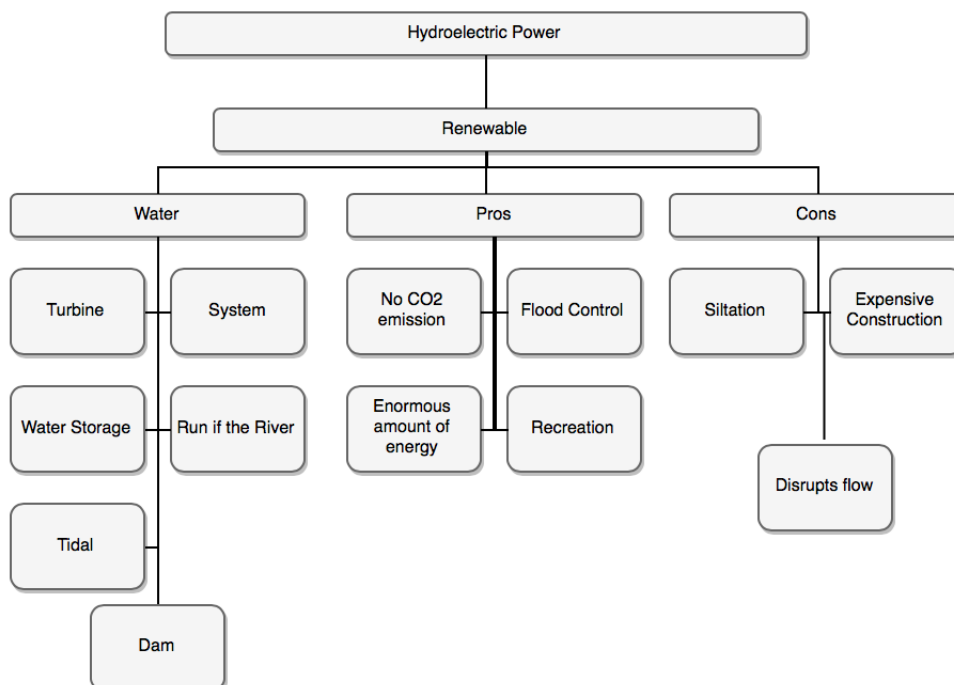 Hydroelectric Power
Renewable
Water
Pros
Cons
Turbine
System
No CO2
emission
Flood Control
Siltation
Expensive
Construction
Water Storage
Run if the River
Enormous
amount of
energy
Recreation
Disrupts flow
Tidal
Dam